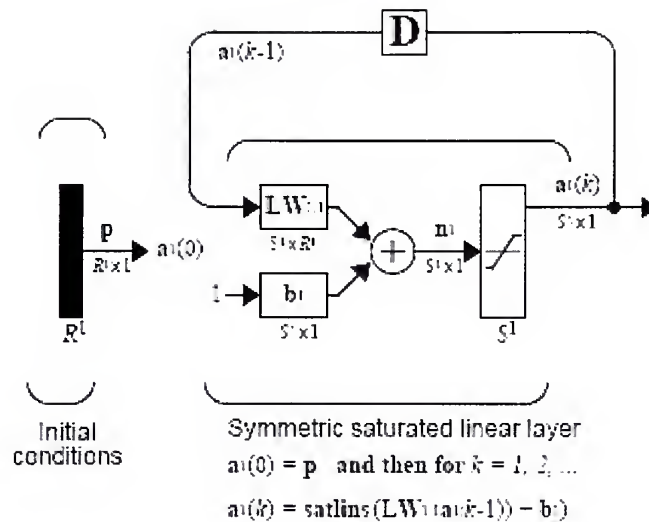 D
a1(k-1)
a1(k)
LW1,1
n1
S1x1
S1xR1
S1x1
p
R1x1
a1(0)
1
b1
S1x1
R1
S1
Initial conditions
Symmetric saturated linear layer
a1(0) = p and then for k = 1, 2, ...
a1(k) = satlins(LW1,1a1(k-1)) + b1)